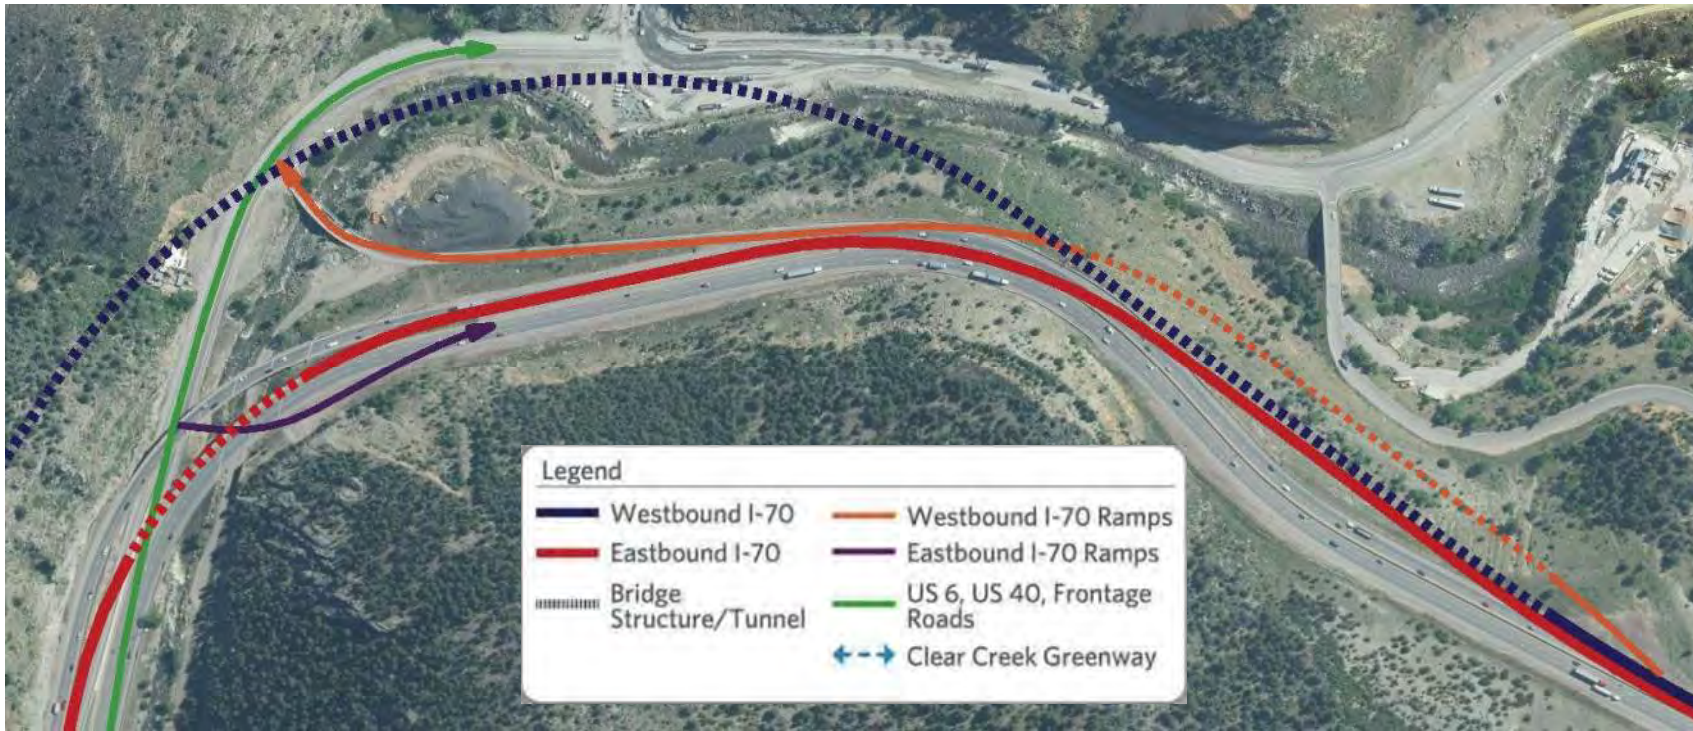 Legend
Westbound I-70
Eastbound I-70
Bridge
Structure/Tunnel
Westbound I-70 Ramps
Eastbound I-70 Ramps
US 6, US 40, Frontage
Roads
Clear Creek Greenway